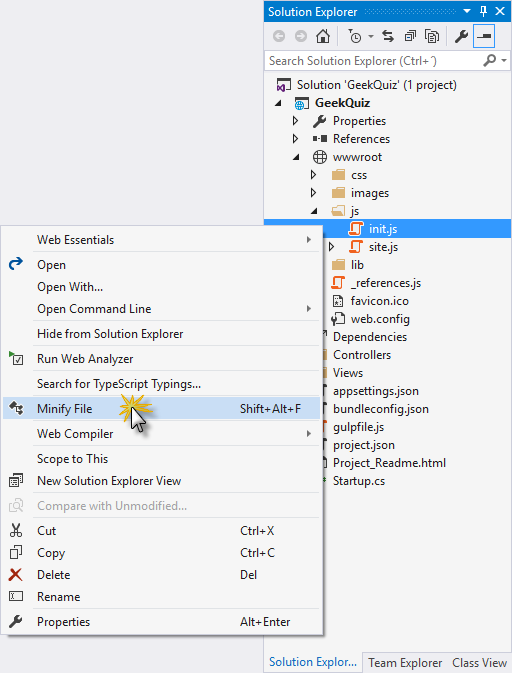 Solution Explorer
Search Solution Explorer (Ctrl+´)
Solution 'GeekQuiz' (1 project)
GeekQuiz
Properties
References
wwwroot
css
images
js
init.js
site.js
lib
_references.js
favicon.ico
web.config
Dependencies
Controllers
Views
appsettings.json
bundleconfig.json
gulpfile.js
project.json
Project_Readme.html
Startup.cs
Web Essentials
Open
Open With...
Open Command Line
Hide from Solution Explorer
Run Web Analyzer
Search for TypeScript Typings...
Minify File Shift+Alt+F
Web Compiler
Scope to This
New Solution Explorer View
Compare with Unmodified...
Cut Ctrl+X
Copy Ctrl+C
Delete Del
Rename
Properties Alt+Enter
Solution Explor... Team Explorer Class View